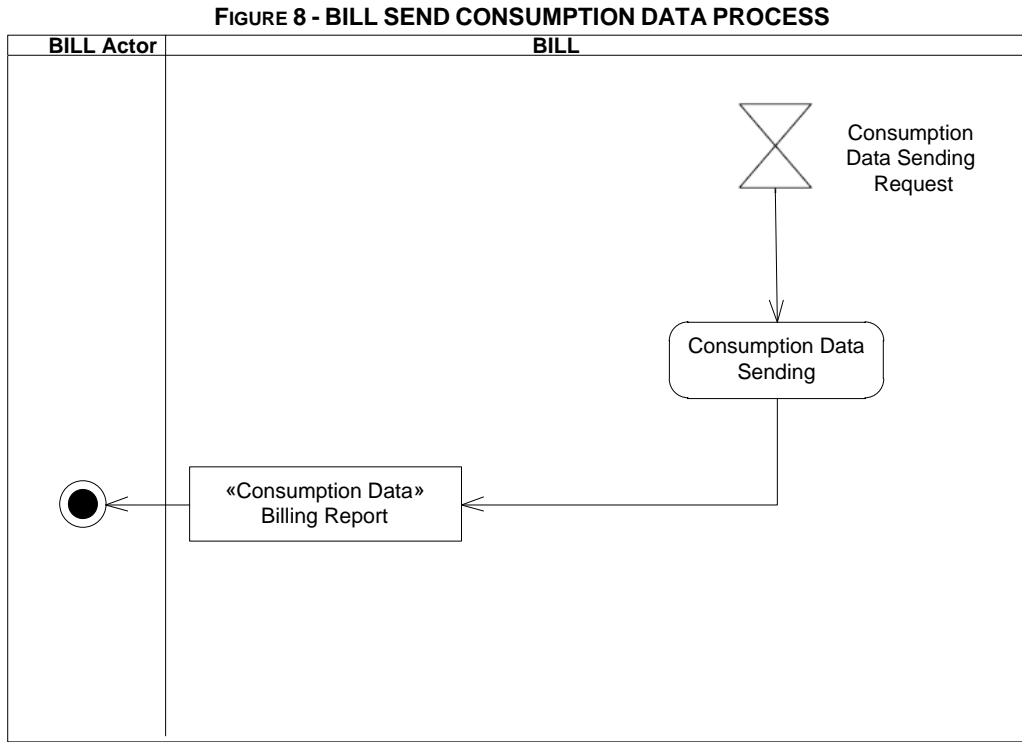 FIGURE 8 - BILL SEND CONSUMPTION DATA PROCESS
BILL Actor
BILL
Consumption
Data Sending
Request
Consumption Data
Sending
«Consumption Data»
Billing Report